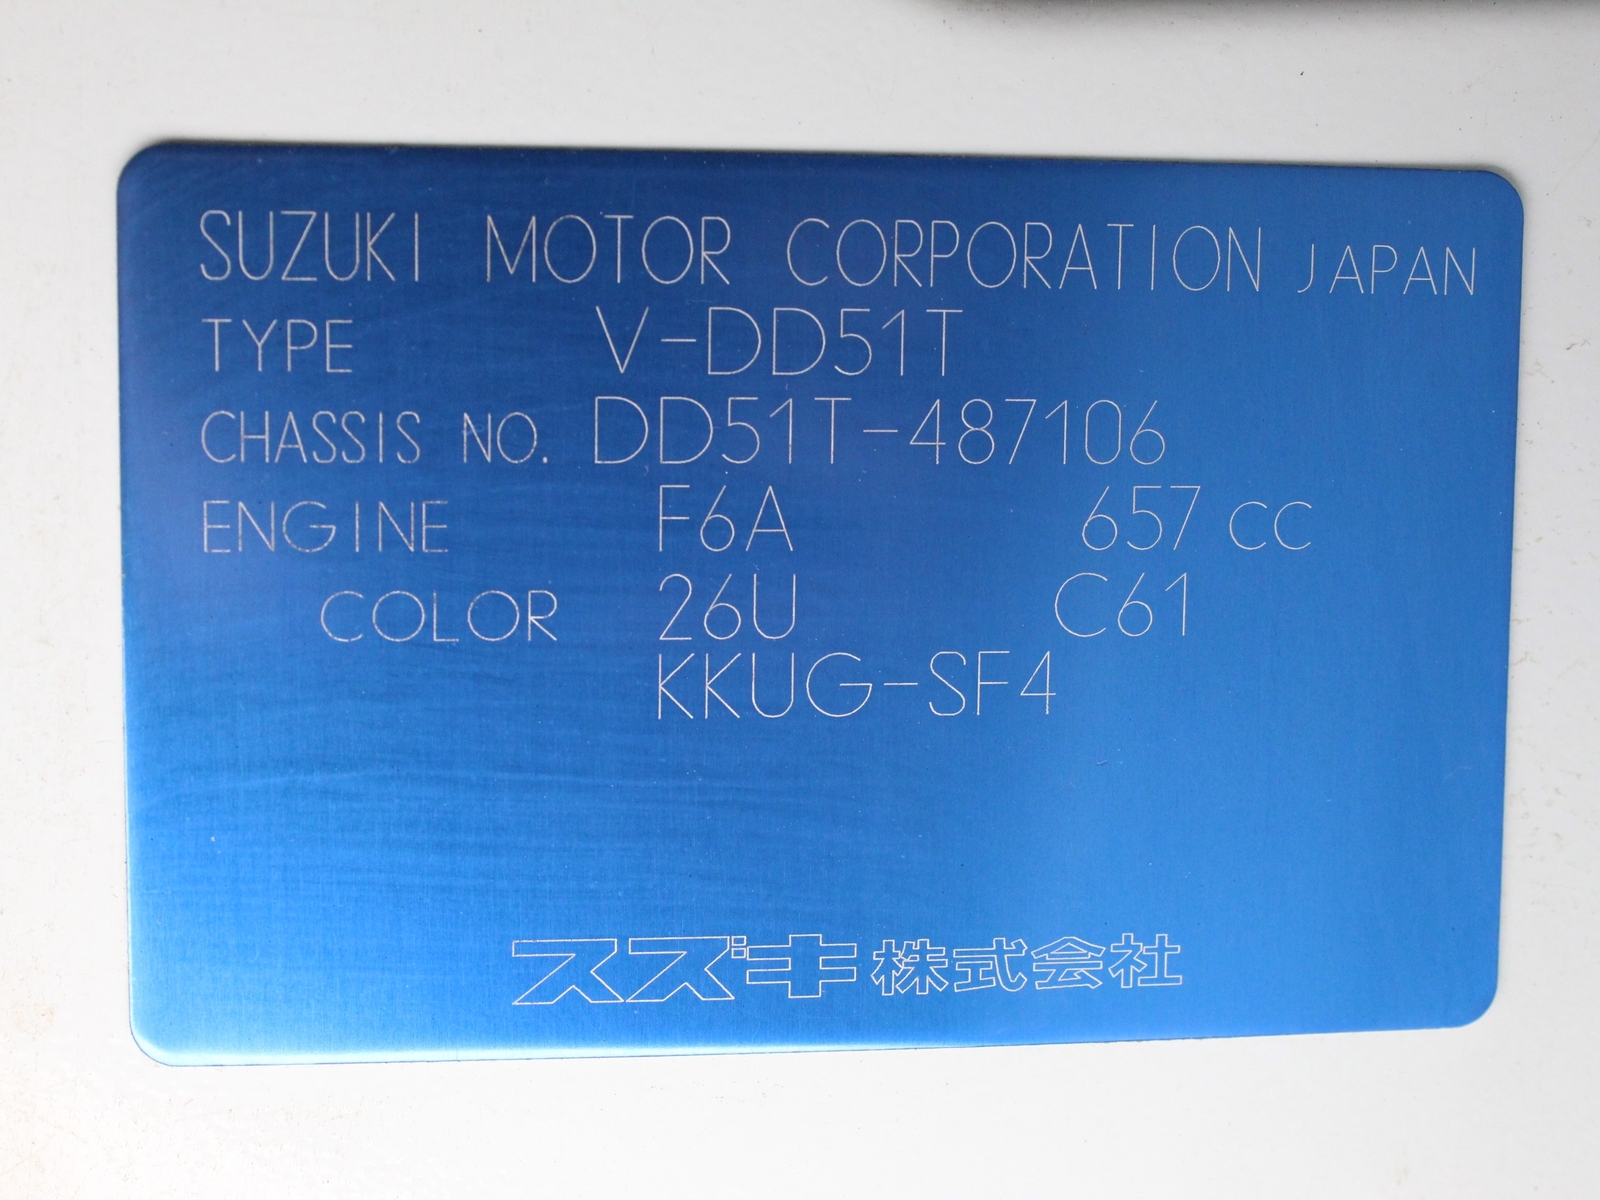 SUZUKI MOTOR CORPORATION JAPAN
TYPE V-DD51T
CHASSIS NO. DD51T-487106
ENGINE F6A 657 CC
COLOR 26U C61
KKUG-SF4
スズキ株式会社